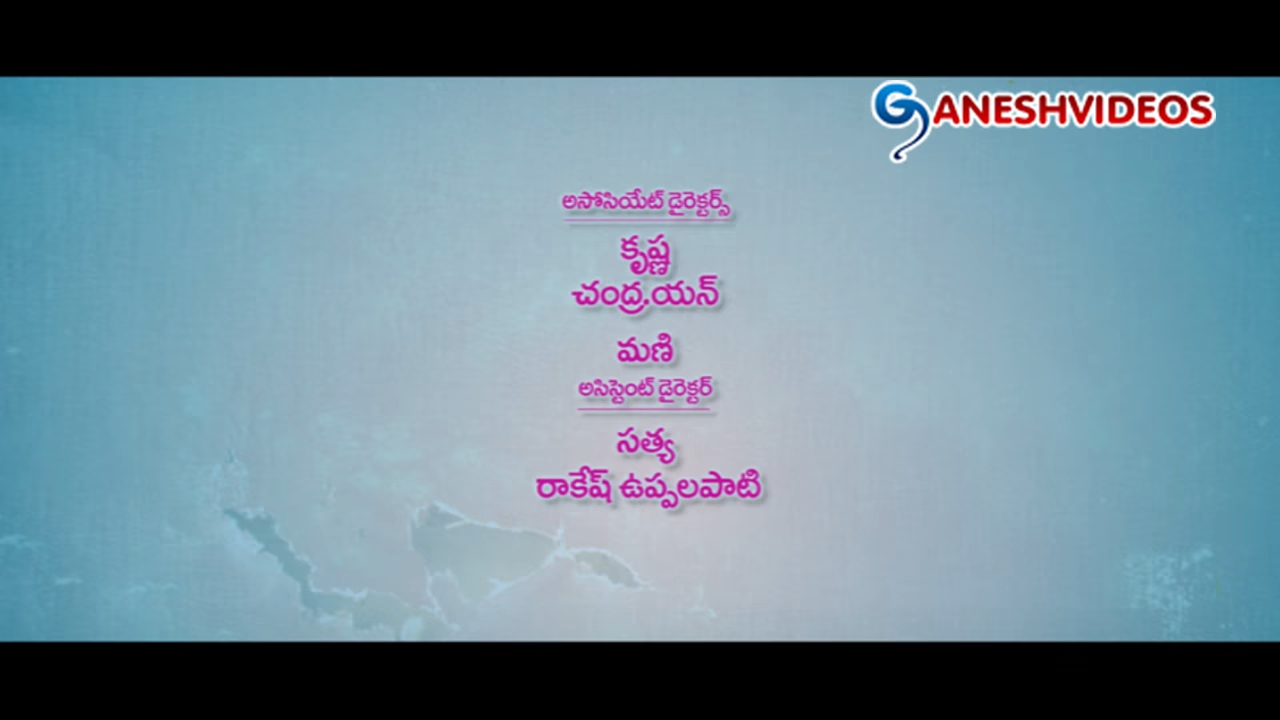 GANESHVIDEOS
అసోసియేట్ డైరెక్టర్స్
కృష్ణ
చంద్ర.యన్
మణి
అసిస్టెంట్ డైరెక్టర్
సత్య
రాకేష్ ఉప్పలపాటి